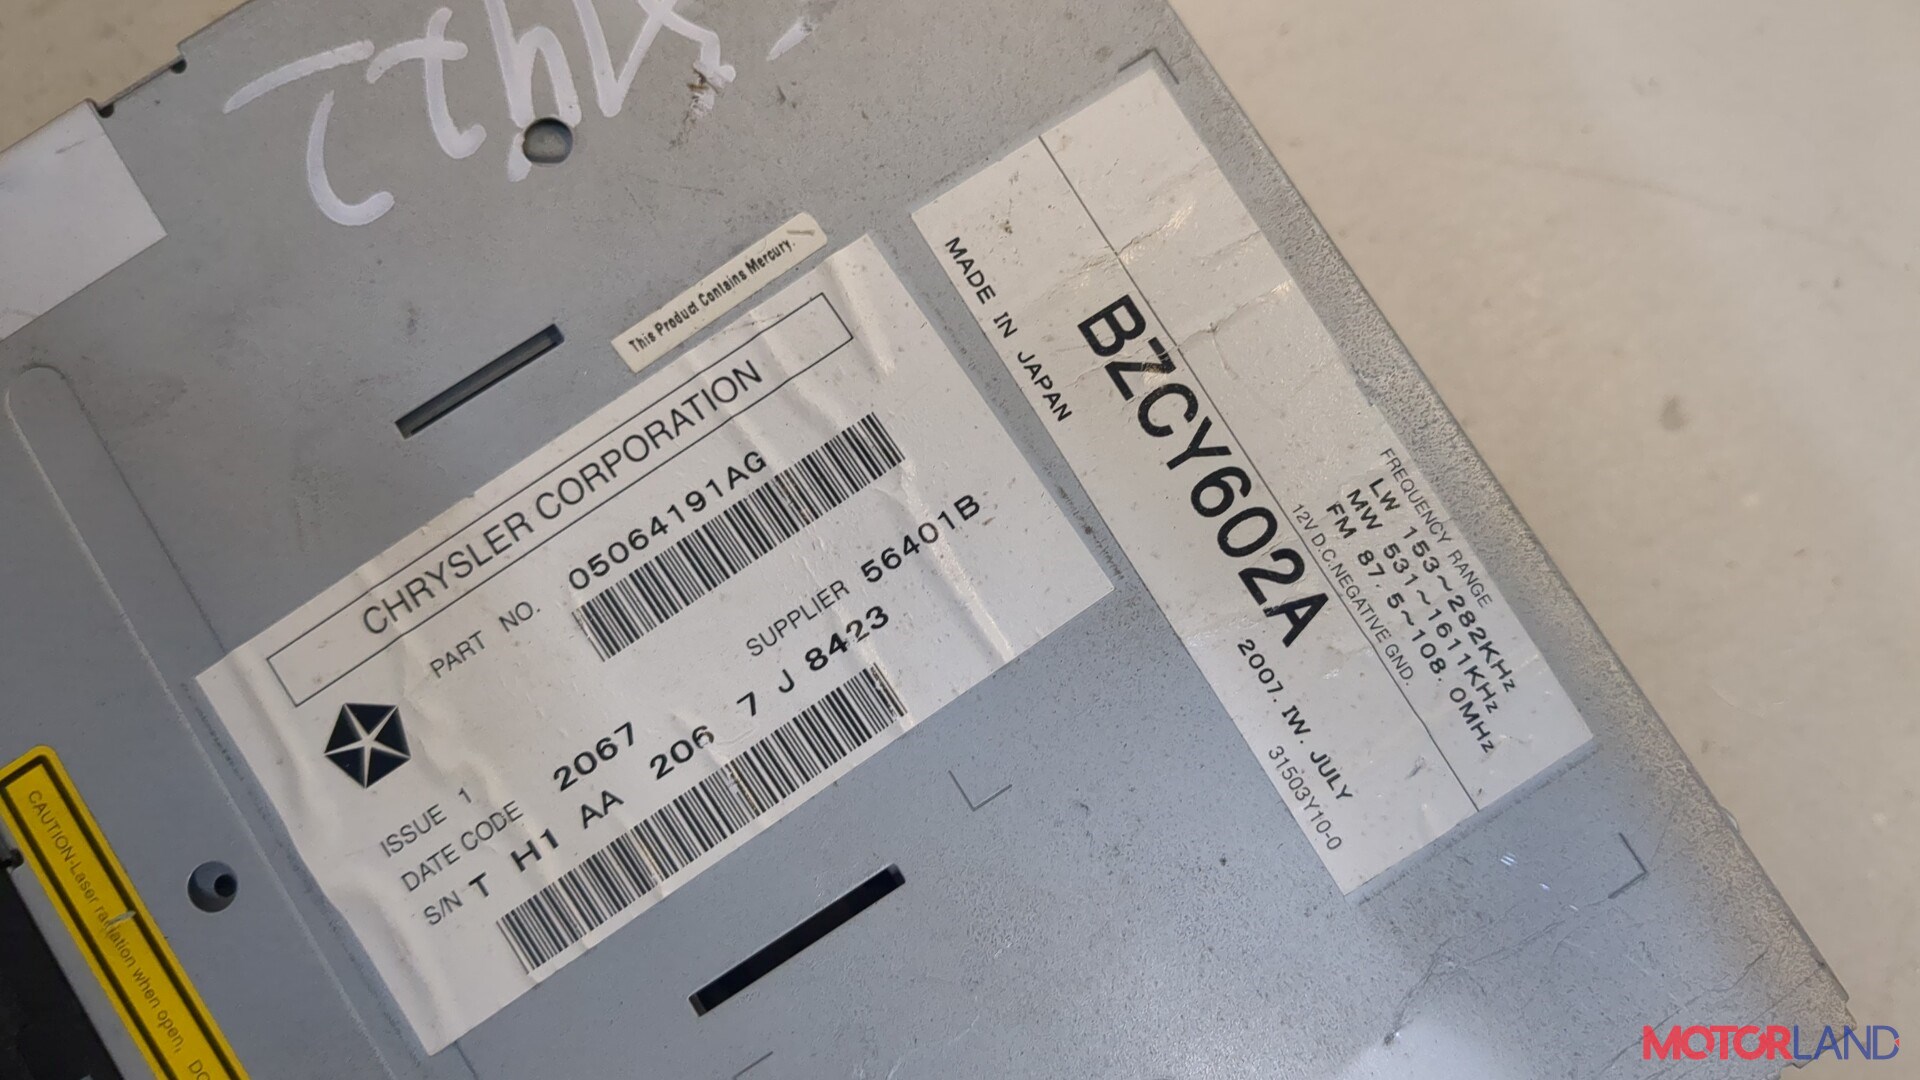 This Product Contains Mercury.
CHRYSLER CORPORATION
PART NO. 05064191AG
SUPPLIER 56401B
ISSUE 1
DATE CODE 2067
S/N T H1 AA 206 7 J 8423
MADE IN JAPAN
BZCY602A
2007. IW. JULY
31503Y10-0
FREQUENCY RANGE
LW 153~282KHz
MW 531~1611KHz
FM 87.5~108.0MHz
12V D.C.NEGATIVE GND.
CAUTION-Laser radiation when open,
MOTORLAND